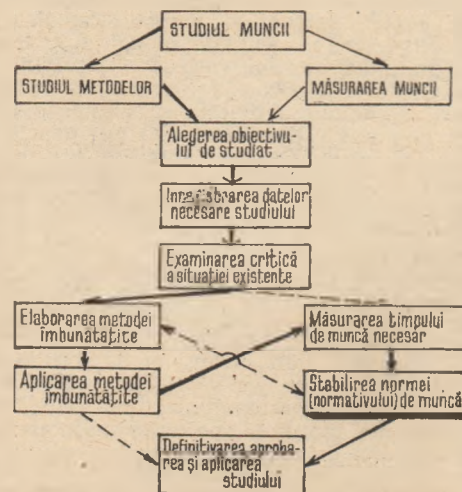 STUDIUL MUNCII
STUDIUL METODELOR
MĂSURAREA MUNCII
Alegerea obiectivu-
lui de studiat
Inregistrarea datelor
necesare studiului
Examinarea critică
a situației existente
Elaborarea metodei
îmbunătățite
Măsurarea timpului
de muncă necesar
Aplicarea metodei
îmbunătățite
Stabilirea normei
(normativului) de muncă
Definitivarea aproba-
rea și aplicarea
studiului